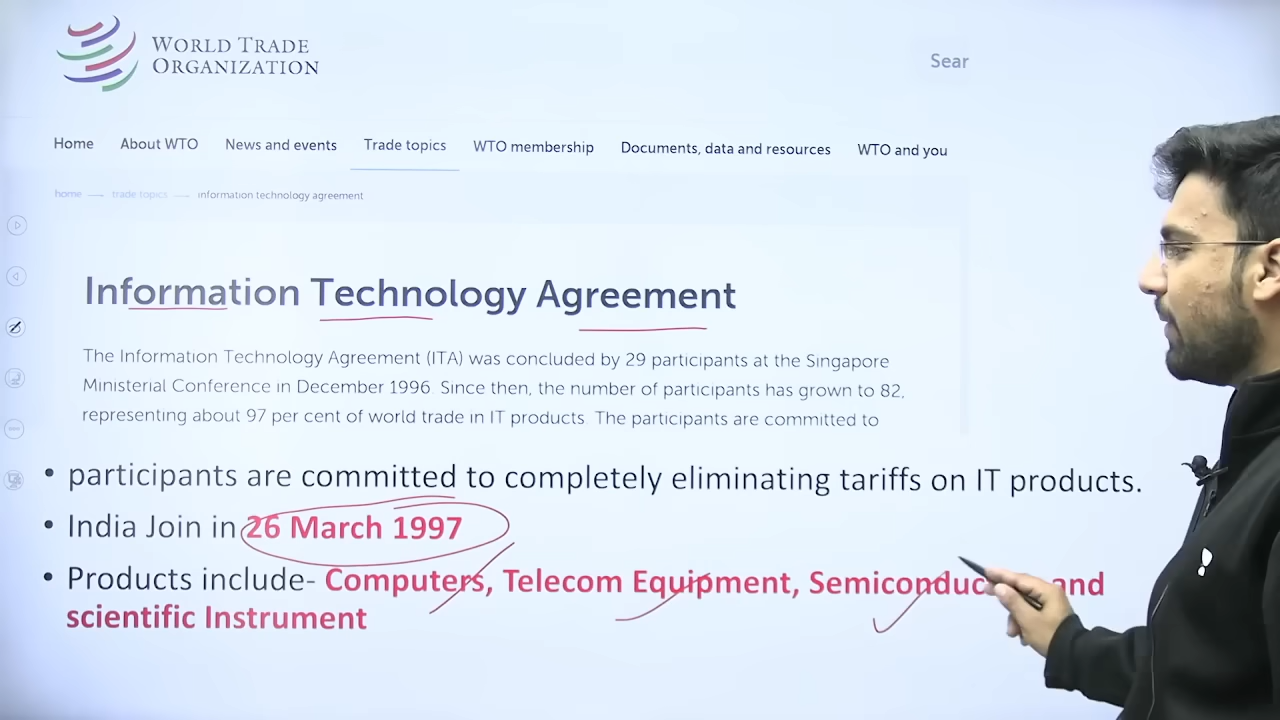 WORLD TRADE
ORGANIZATION
Sear
Home About WTO News and events Trade topics WTO membership Documents, data and resources WTO and you
home — trade topics — information technology agreement
Information Technology Agreement
The Information Technology Agreement (ITA) was concluded by 29 participants at the Singapore
Ministerial Conference in December 1996 Since then, the number of participants has grown to 82,
representing about 97 per cent of world trade in IT products The participants are committed to
• participants are committed to completely eliminating tariffs on IT products.
• India Join in 26 March 1997
• Products include- Computers, Telecom Equipment, and
scientific Instrument